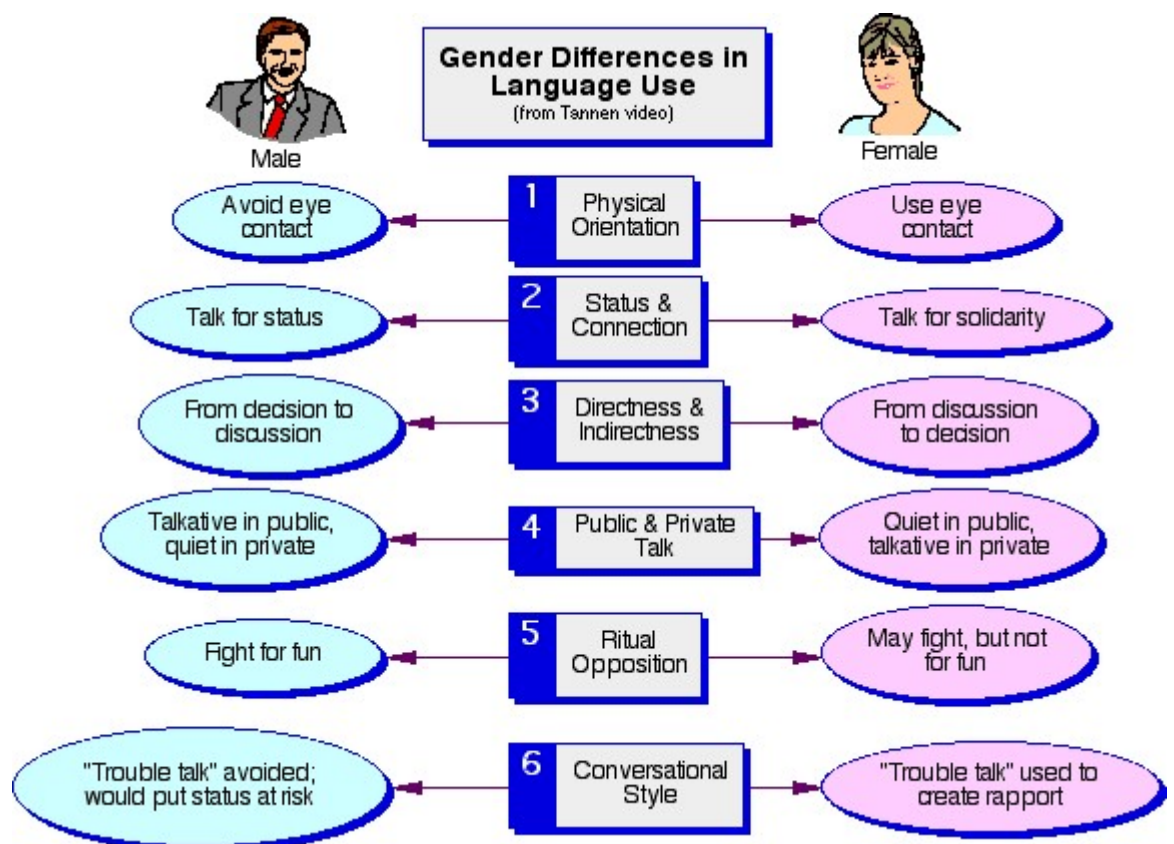 Gender Differences in
Language Use
(from Tannen video)
Male
Female
Avoid eye
contact
1
Physical
Orientation
Use eye
contact
Talk for status
2
Status &
Connection
Talk for solidarity
From decision to
discussion
3
Directness &
Indirectness
From discussion
to decision
Talkative in public,
quiet in private
4
Public & Private
Talk
Quiet in public,
talkative in private
Fight for fun
5
Ritual
Opposition
May fight, but not
for fun
"Trouble talk" avoided;
would put status at risk
6
Conversational
Style
"Trouble talk" used to
create rapport